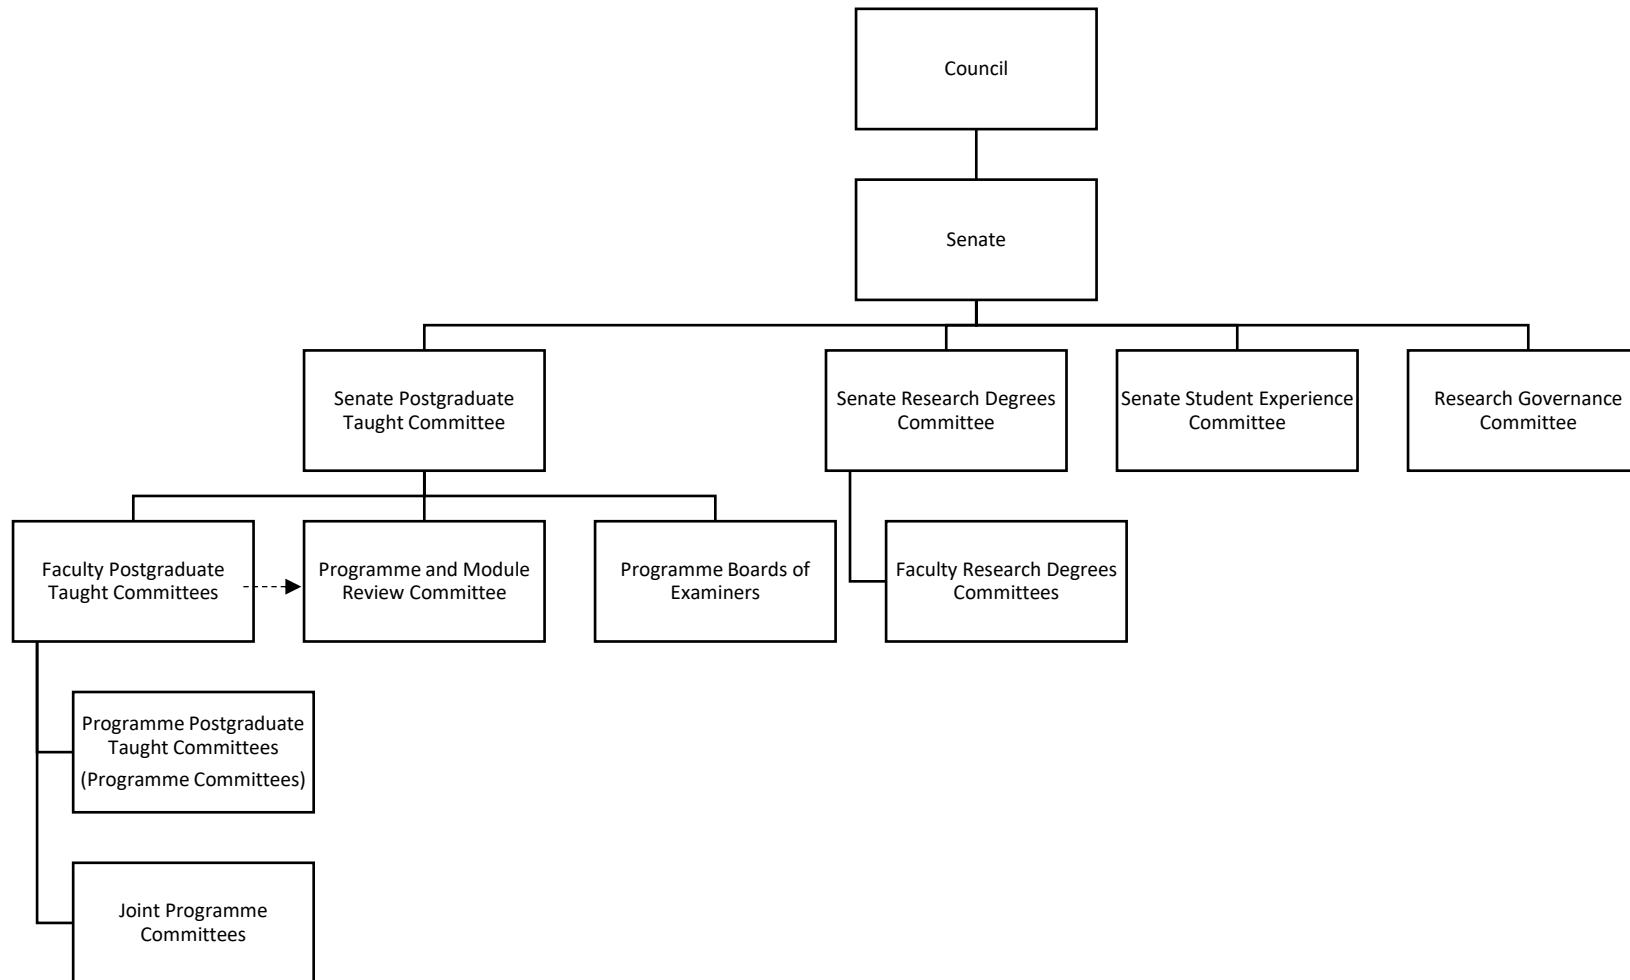 Council
Senate
Senate Postgraduate
Taught Committee
Senate Research Degrees
Committee
Senate Student Experience
Committee
Research Governance
Committee
Faculty Postgraduate
Taught Committees
Programme and Module
Review Committee
Programme Boards of
Examiners
Faculty Research Degrees
Committees
Programme Postgraduate
Taught Committees
(Programme Committees)
Joint Programme
Committees